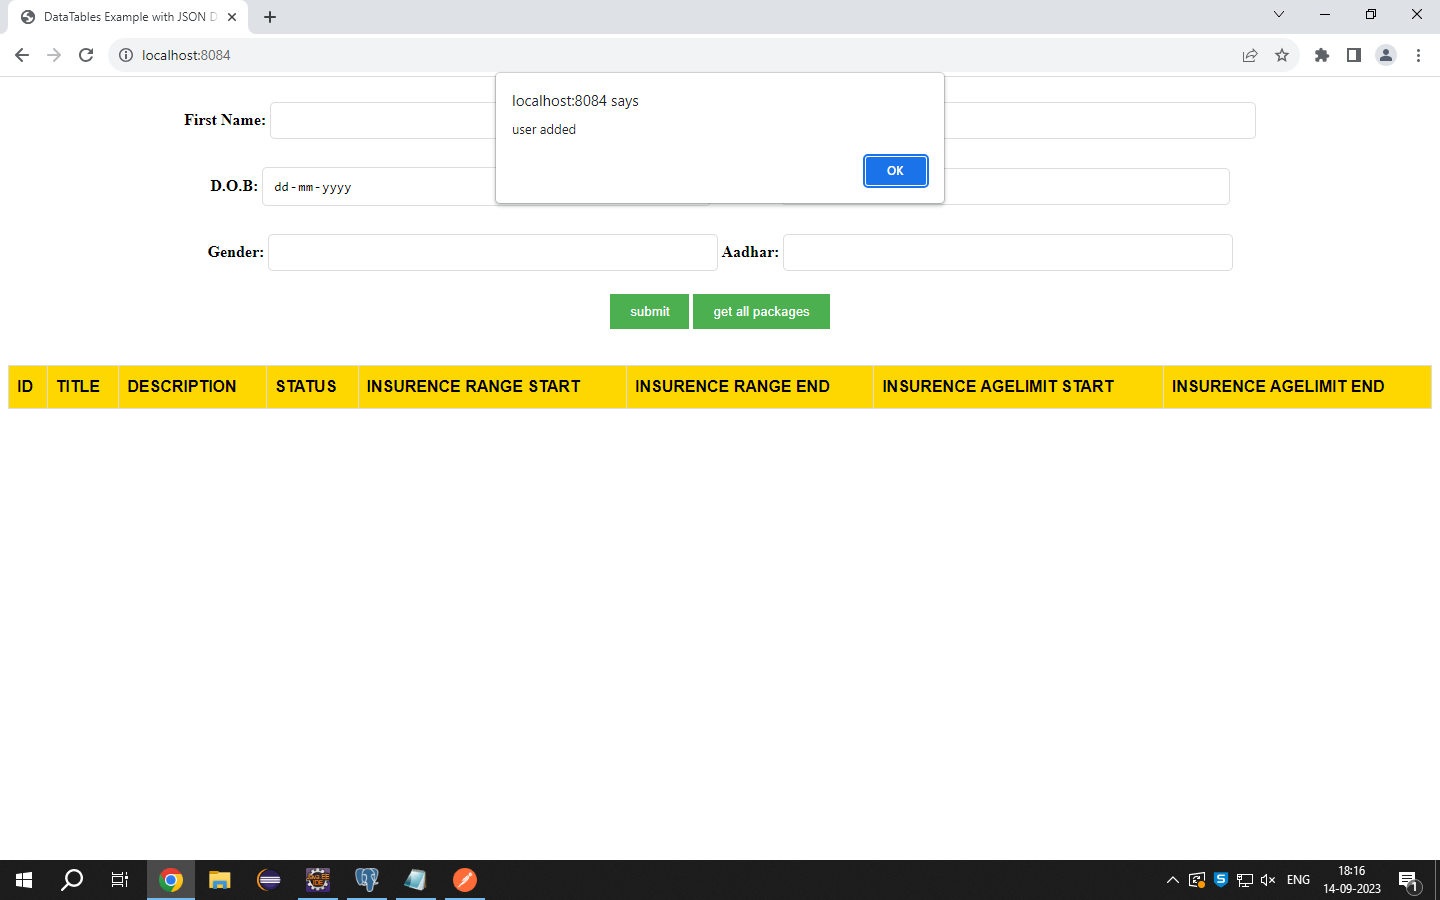 DataTables Example with JSON D
localhost:8084
localhost:8084 says
user added
OK
First Name:
D.O.B: dd-mm-yyyy
Gender: Aadhar:
submit get all packages
ID TITLE DESCRIPTION STATUS INSURENCE RANGE START INSURENCE RANGE END INSURENCE AGELIMIT START INSURENCE AGELIMIT END
ENG
18:16
14-09-2023
1